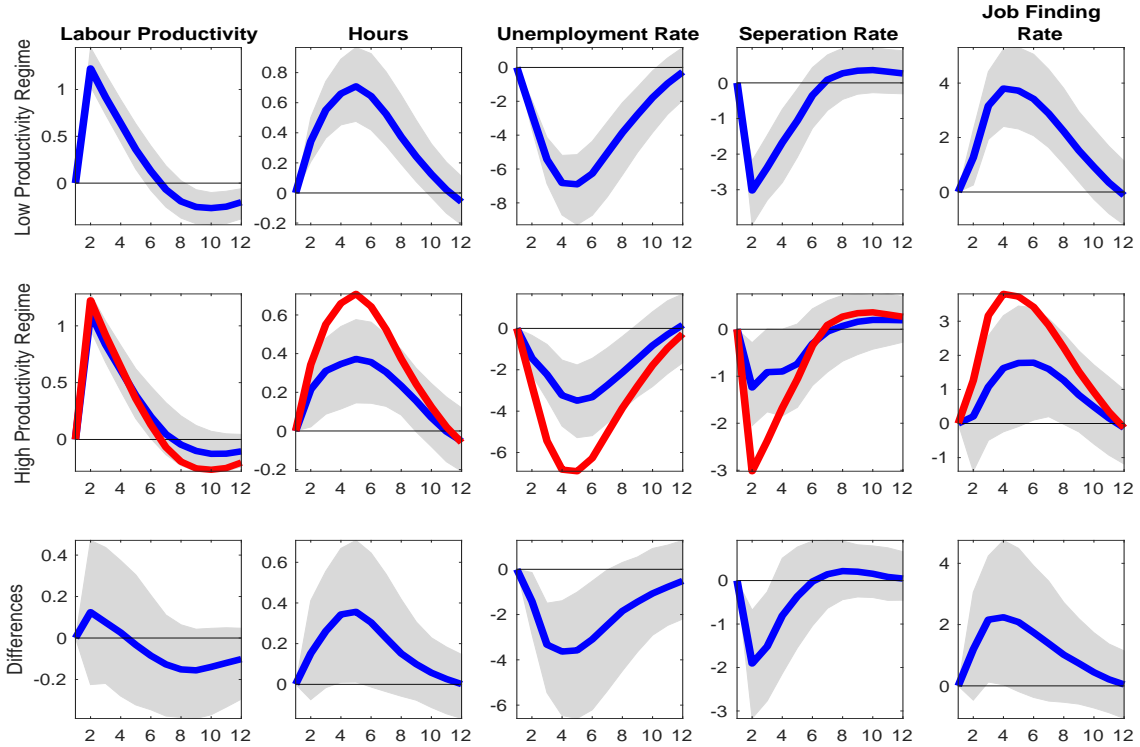 Labour Productivity
Hours
Unemployment Rate
Seperation Rate
Job Finding
Rate
Low Productivity Regime
1
0.5
0
2 4 6 8 10 12
0.8
0.6
0.4
0.2
0
-0.2
2 4 6 8 10 12
0
-2
-4
-6
-8
2 4 6 8 10 12
0
-1
-2
-3
2 4 6 8 10 12
4
2
0
2 4 6 8 10 12
High Productivity Regime
1
0.5
0
2 4 6 8 10 12
0.6
0.4
0.2
0
-0.2
2 4 6 8 10 12
0
-2
-4
-6
2 4 6 8 10 12
0
-1
-2
-3
2 4 6 8 10 12
3
2
1
0
-1
2 4 6 8 10 12
Differences
0.4
0.2
0
-0.2
2 4 6 8 10 12
0.6
0.4
0.2
0
2 4 6 8 10 12
0
-2
-4
-6
2 4 6 8 10 12
0
-1
-2
-3
2 4 6 8 10 12
4
2
0
2 4 6 8 10 12